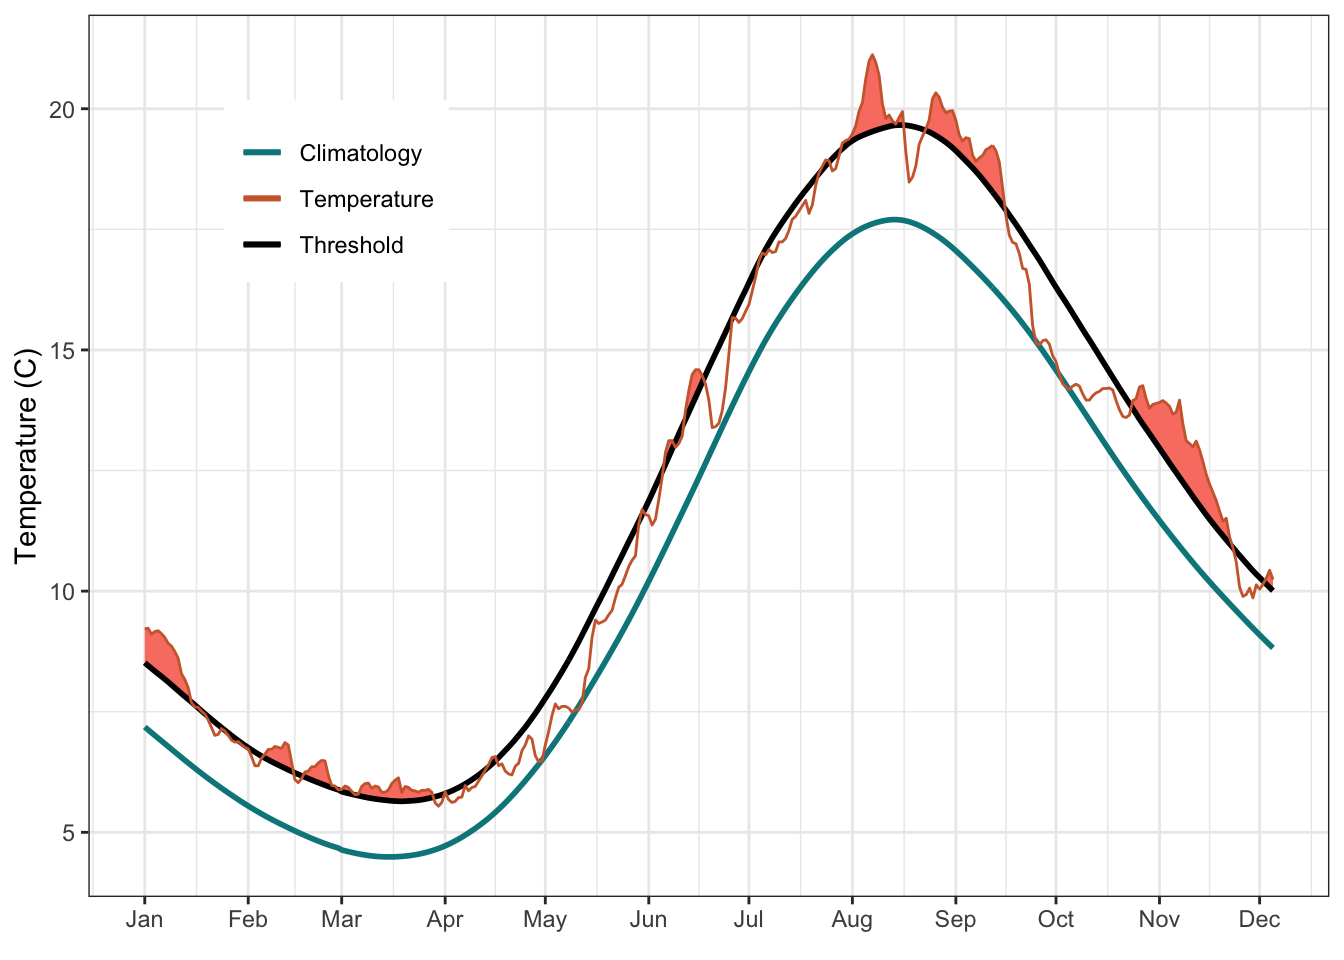 20
15
10
5
Temperature (C)
Climatology
Temperature
Threshold
Jan Feb Mar Apr May Jun Jul Aug Sep Oct Nov Dec